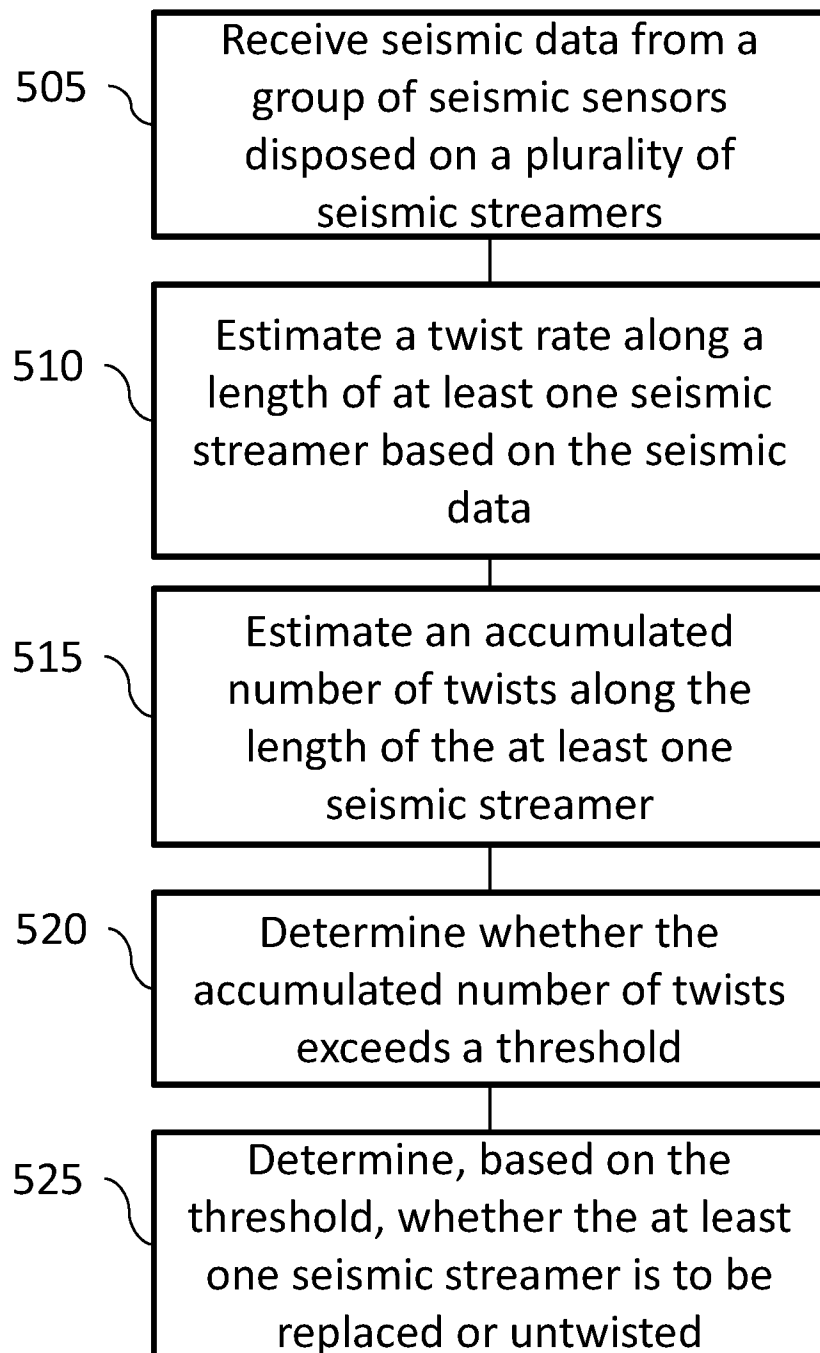 505
Receive seismic data from a
group of seismic sensors
disposed on a plurality of
seismic streamers
510
Estimate a twist rate along a
length of at least one seismic
streamer based on the seismic
data
515
Estimate an accumulated
number of twists along the
length of the at least one
seismic streamer
520
Determine whether the
accumulated number of twists
exceeds a threshold
525
Determine, based on the
threshold, whether the at least
one seismic streamer is to be
replaced or untwisted